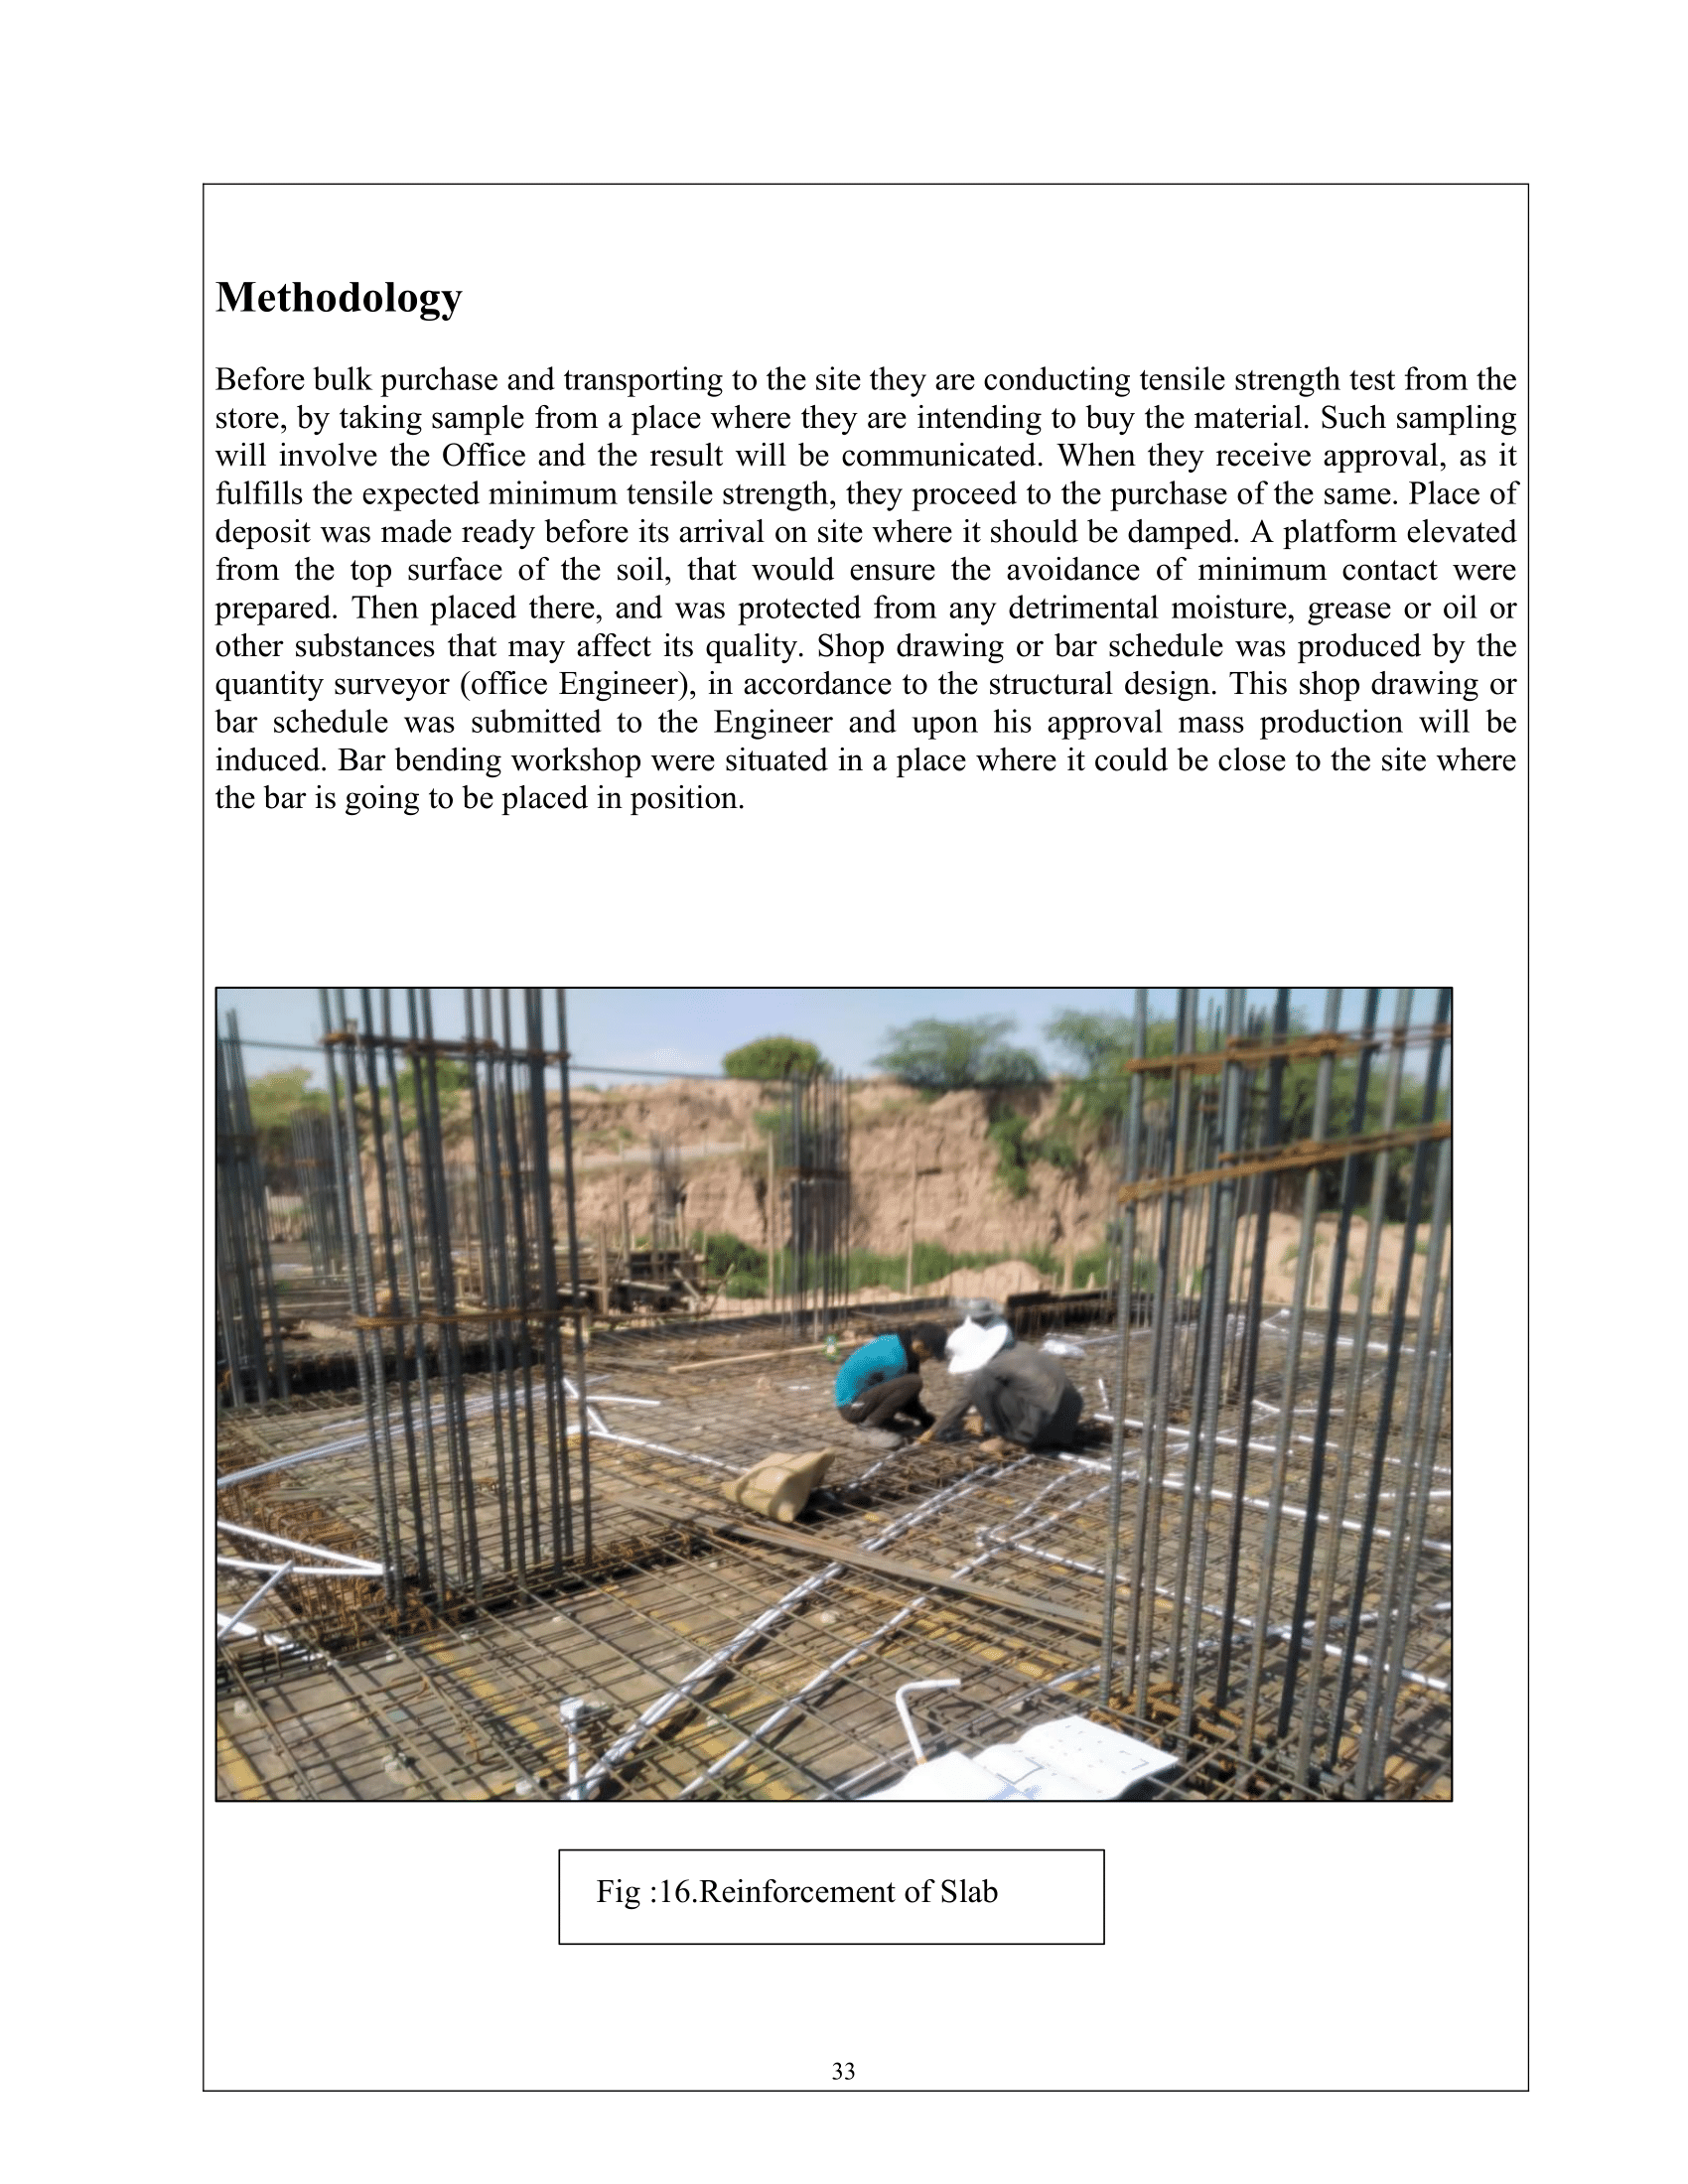 Methodology
Before bulk purchase and transporting to the site they are conducting tensile strength test from the
store, by taking sample from a place where they are intending to buy the material. Such sampling
will involve the Office and the result will be communicated. When they receive approval, as it
fulfills the expected minimum tensile strength, they proceed to the purchase of the same. Place of
deposit was made ready before its arrival on site where it should be damped. A platform elevated
from the top surface of the soil, that would ensure the avoidance of minimum contact were
prepared. Then placed there, and was protected from any detrimental moisture, grease or oil or
other substances that may affect its quality. Shop drawing or bar schedule was produced by the
quantity surveyor (office Engineer), in accordance to the structural design. This shop drawing or
bar schedule was submitted to the Engineer and upon his approval mass production will be
induced. Bar bending workshop were situated in a place where it could be close to the site where
the bar is going to be placed in position.
Fig :16.Reinforcement of Slab
33